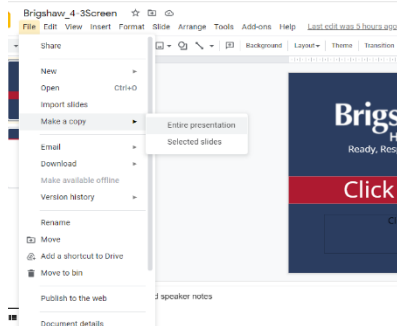 Brigshaw_4-3Screen
File Edit View Insert Format Slide Arrange Tools Add-ons Help Last edit was 5 hours ago
Background Layout Theme Transition
Share
New
Open Ctrl+O
Import slides
Make a copy
Entire presentation
Selected slides
Email
Download
Make available offline
Version history
Rename
Move
Add a shortcut to Drive
Move to bin
Publish to the web
Document details
Brigs
H
Ready, Res
Click
Cl
d speaker notes